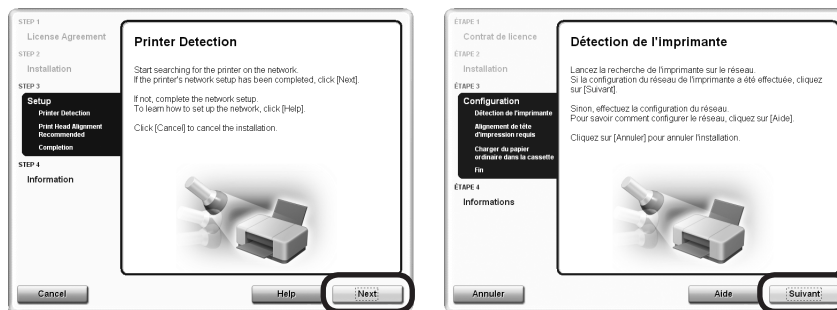 STEP 1
License Agreement
STEP 2
Installation
STEP 3
Setup
Printer Detection
Print Head Alignment
Recommended
Completion
STEP 4
Information
Printer Detection
Start searching for the printer on the network.
If the printer's network setup has been completed, click [Next].
If not, complete the network setup.
To learn how to set up the network, click [Help].
Click [Cancel] to cancel the installation.
Cancel
Help
Next
ÉTAPE 1
Contrat de licence
ÉTAPE 2
Installation
ÉTAPE 3
Configuration
Détection de l'imprimante
Alignement de tête
d'impression requis
Charger du papier
ordinaire dans la cassette
Fin
ÉTAPE 4
Informations
Détection de l'imprimante
Lancez la recherche de l'imprimante sur le réseau.
Si la configuration du réseau de l'imprimante a été effectuée, cliquez
sur [Suivant].
Sinon, effectuez la configuration du réseau.
Pour savoir comment configurer le réseau, cliquez sur [Aide].
Cliquez sur [Annuler] pour annuler l'installation.
Annuler
Aide
Suivant